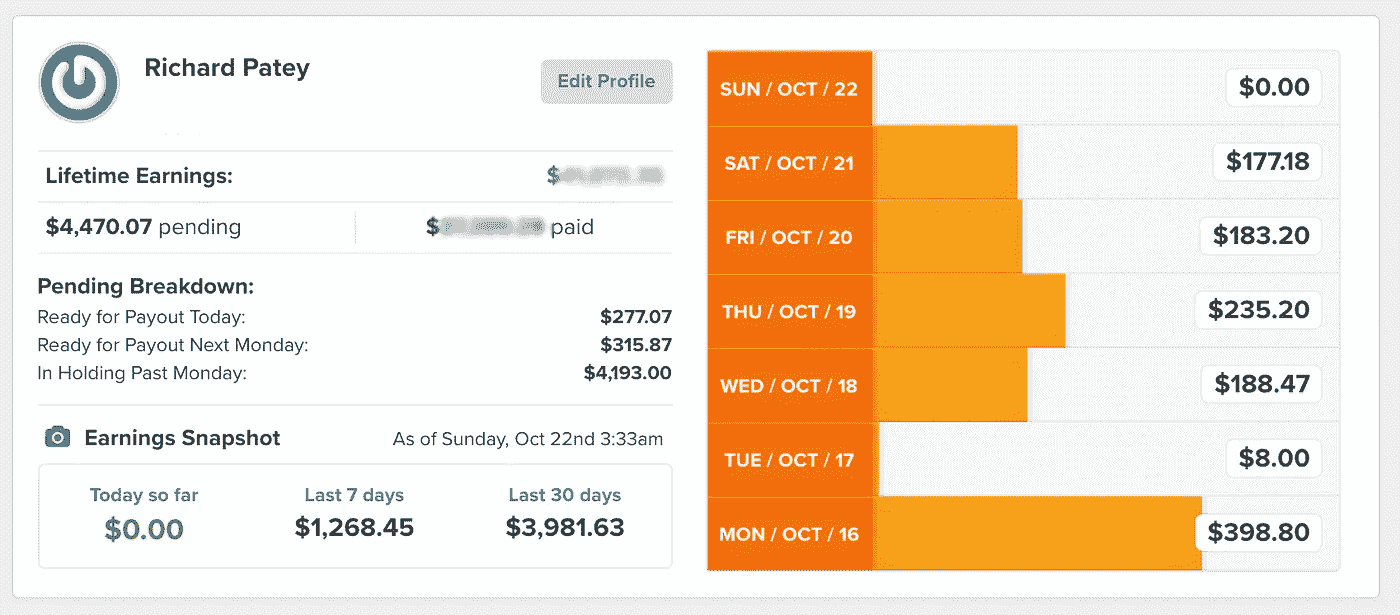 Richard Patey
Edit Profile
Lifetime Earnings: $
$4,470.07 pending
$ paid
Pending Breakdown:
Ready for Payout Today: $277.07
Ready for Payout Next Monday: $315.87
In Holding Past Monday: $4,193.00
Earnings Snapshot As of Sunday, Oct 22nd 3:33am
Today so far Last 7 days Last 30 days
$0.00 $1,268.45 $3,981.63
SUN / OCT / 22 $0.00
SAT / OCT / 21 $177.18
FRI / OCT / 20 $183.20
THU / OCT / 19 $235.20
WED / OCT / 18 $188.47
TUE / OCT / 17 $8.00
MON / OCT / 16 $398.80